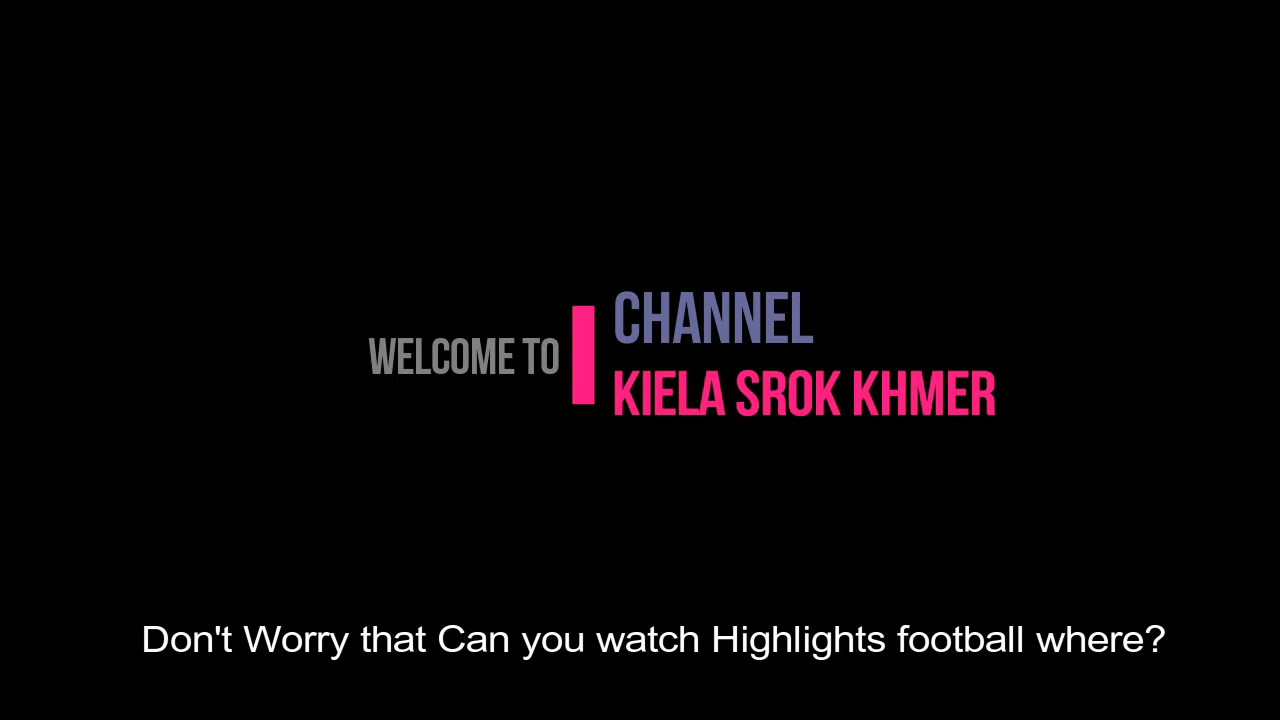 WELCOME TO
CHANNEL
KIELA SROK KHMER
Don't Worry that Can you watch Highlights football where?